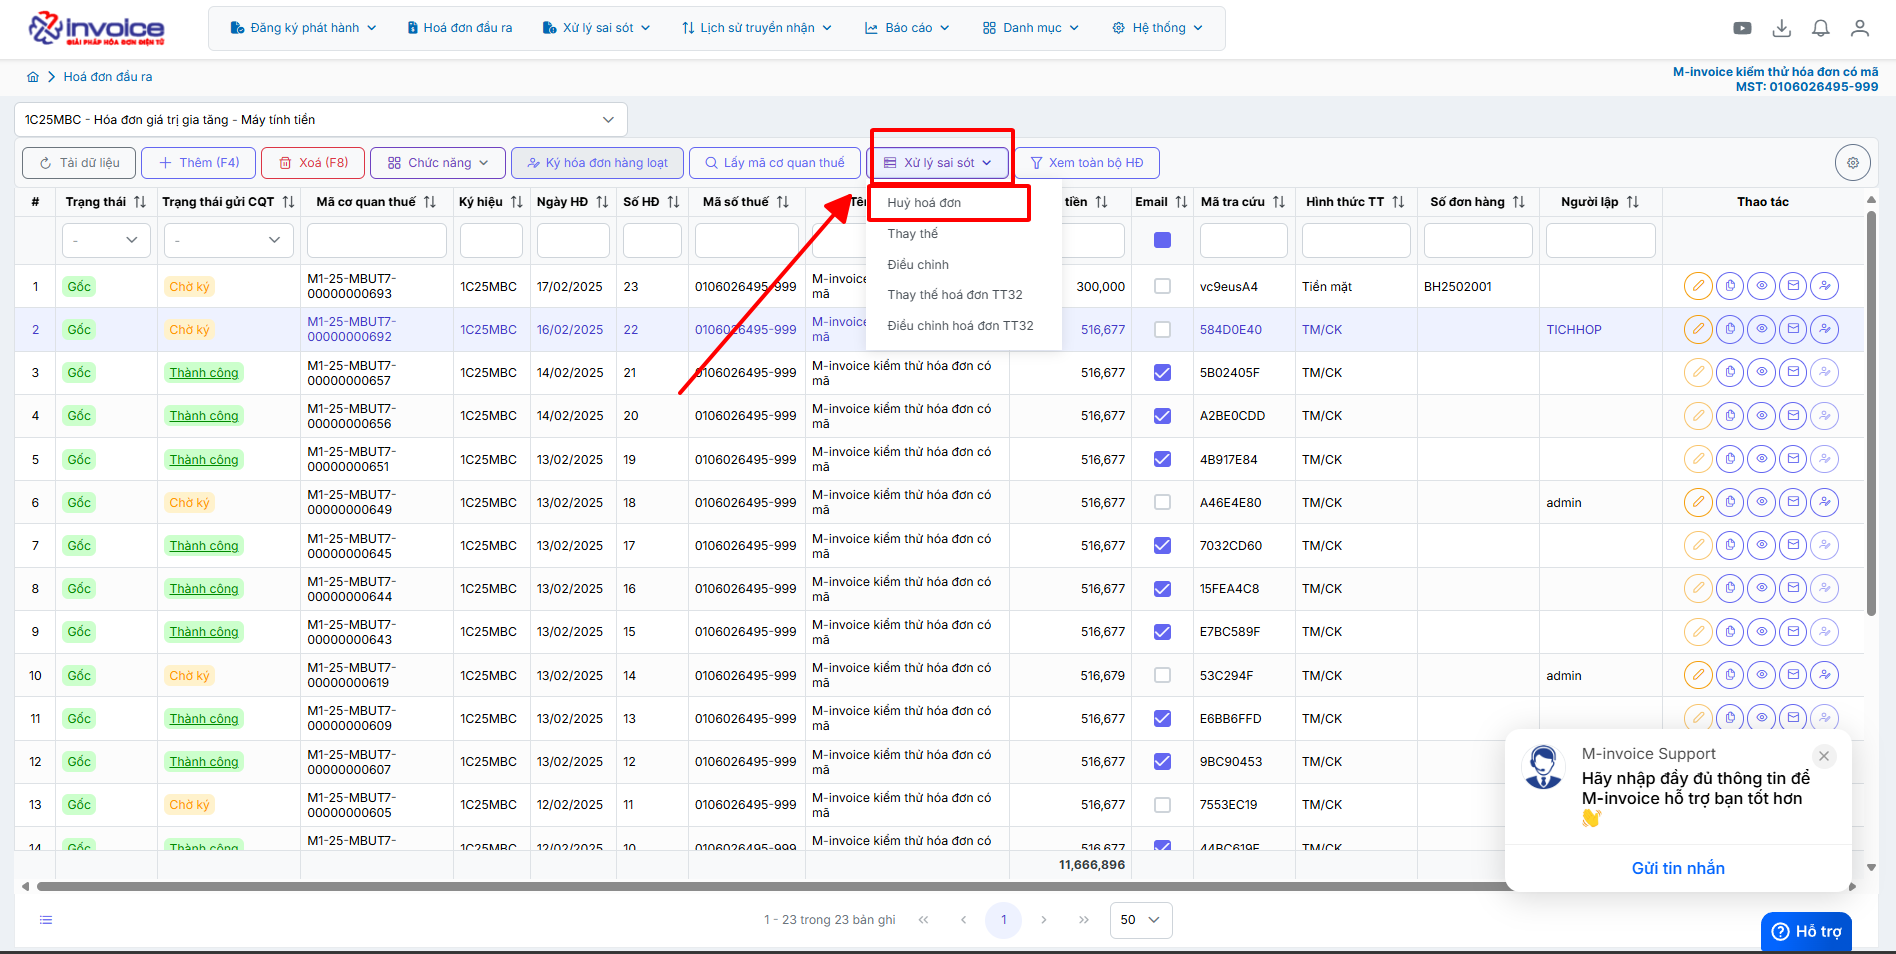 invoice
GIẢI PHÁP HÓA ĐƠN ĐIỆN TỬ
Đăng ký phát hành
Hoá đơn đầu ra
Xử lý sai sót
Lịch sử truyền nhận
Báo cáo
Danh mục
Hệ thống
Hoá đơn đầu ra
M-invoice kiểm thử hóa đơn có mã
MST: 0106026495-999
1C25MBC - Hóa đơn giá trị gia tăng - Máy tính tiền
Tải dữ liệu
Thêm (F4)
Xoá (F8)
Chức năng
Ký hóa đơn hàng loạt
Lấy mã cơ quan thuế
Xử lý sai sót
Xem toàn bộ HĐ
Huỷ hoá đơn
Thay thế
Điều chỉnh
Thay thế hoá đơn TT32
Điều chỉnh hoá đơn TT32
# Trạng thái Trạng thái gửi CQT Mã cơ quan thuế Ký hiệu Ngày HĐ Số HĐ Mã số thuế Tên tiền Email Mã tra cứu Hình thức TT Số đơn hàng Người lập Thao tác
- -
1 Gốc Chờ ký M1-25-MBUT7-00000000693 1C25MBC 17/02/2025 23 0106026495-999 M-invoice mã 300,000 vc9eusA4 Tiền mặt BH2502001
2 Gốc Chờ ký M1-25-MBUT7-00000000692 1C25MBC 16/02/2025 22 0106026495-999 M-invoice mã 516,677 584D0E40 TM/CK TICHHOP
3 Gốc Thành công M1-25-MBUT7-00000000657 1C25MBC 14/02/2025 21 0106026495-999 M-invoice kiểm thử hóa đơn có mã 516,677 5B02405F TM/CK
4 Gốc Thành công M1-25-MBUT7-00000000656 1C25MBC 14/02/2025 20 0106026495-999 M-invoice kiểm thử hóa đơn có mã 516,677 A2BE0CDD TM/CK
5 Gốc Thành công M1-25-MBUT7-00000000651 1C25MBC 13/02/2025 19 0106026495-999 M-invoice kiểm thử hóa đơn có mã 516,677 4B917E84 TM/CK
6 Gốc Chờ ký M1-25-MBUT7-00000000649 1C25MBC 13/02/2025 18 0106026495-999 M-invoice kiểm thử hóa đơn có mã 516,677 A46E4E80 TM/CK admin
7 Gốc Thành công M1-25-MBUT7-00000000645 1C25MBC 13/02/2025 17 0106026495-999 M-invoice kiểm thử hóa đơn có mã 516,677 7032CD60 TM/CK
8 Gốc Thành công M1-25-MBUT7-00000000644 1C25MBC 13/02/2025 16 0106026495-999 M-invoice kiểm thử hóa đơn có mã 516,677 15FEA4C8 TM/CK
9 Gốc Thành công M1-25-MBUT7-00000000643 1C25MBC 13/02/2025 15 0106026495-999 M-invoice kiểm thử hóa đơn có mã 516,677 E7BC589F TM/CK
10 Gốc Chờ ký M1-25-MBUT7-00000000619 1C25MBC 13/02/2025 14 0106026495-999 M-invoice kiểm thử hóa đơn có mã 516,679 53C294F TM/CK admin
11 Gốc Thành công M1-25-MBUT7-00000000609 1C25MBC 13/02/2025 13 0106026495-999 M-invoice kiểm thử hóa đơn có mã 516,677 E6BB6FFD TM/CK
12 Gốc Thành công M1-25-MBUT7-00000000607 1C25MBC 13/02/2025 12 0106026495-999 M-invoice kiểm thử hóa đơn có mã 516,677 9BC90453 TM/CK
13 Gốc Chờ ký M1-25-MBUT7-00000000605 1C25MBC 12/02/2025 11 0106026495-999 M-invoice kiểm thử hóa đơn có mã 516,677 7553EC19 TM/CK
14 Gốc Thành công M1-25-MBUT7- 1C25MBC 12/02/2025 10 0106026495-999 M-invoice kiểm thử hóa đơn có 516,677 44BC619F TM/CK
11,666,896
M-invoice Support
Hãy nhập đầy đủ thông tin để
M-invoice hỗ trợ bạn tốt hơn
Gửi tin nhắn
1 - 23 trong 23 bản ghi
1
50
Hỗ trợ